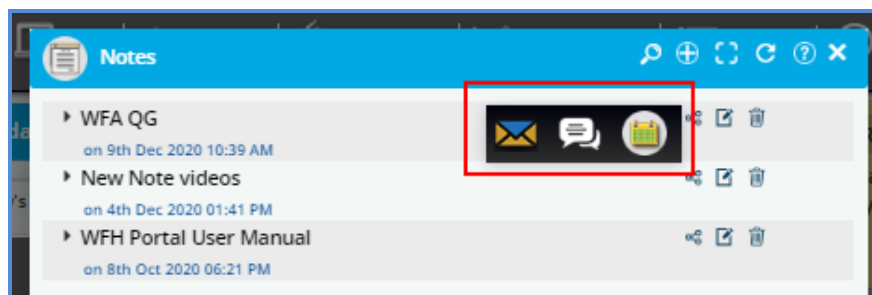 Notes
WFA QG
on 9th Dec 2020 10:39 AM
New Note videos
on 4th Dec 2020 01:41 PM
WFH Portal User Manual
on 8th Oct 2020 06:21 PM